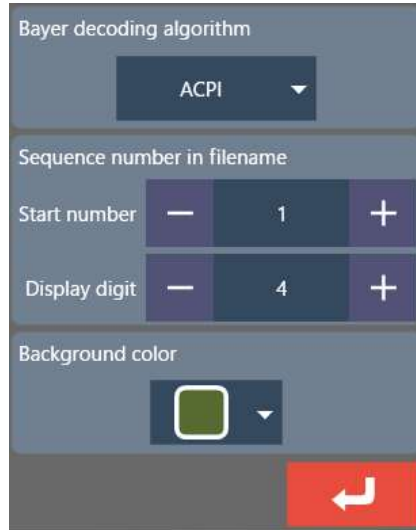 Bayer decoding algorithm
ACPI
Sequence number in filename
Start number 1
Display digit 4
Background color